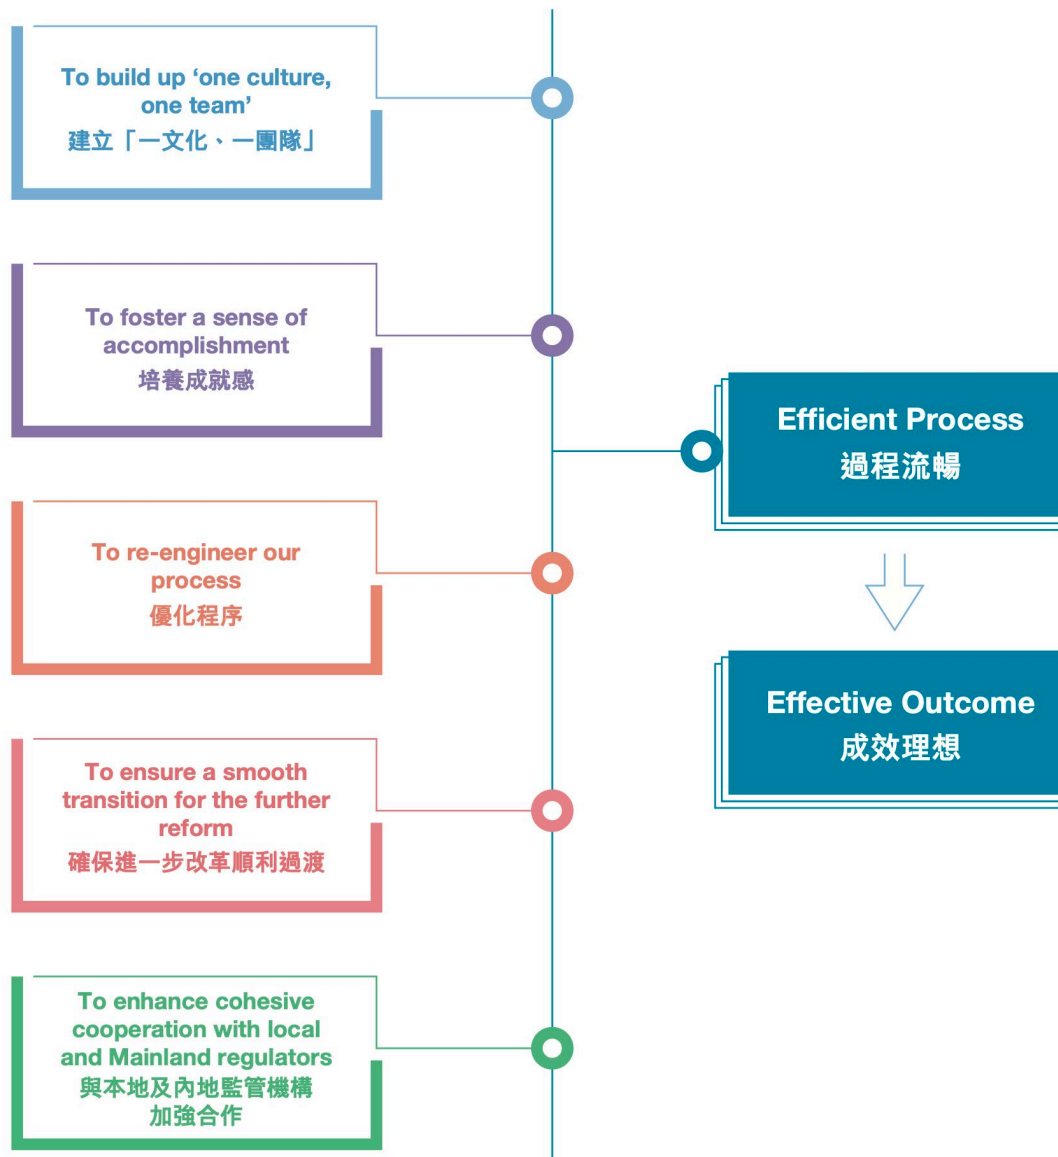 To build up ‘one culture,
one team’
建立「一文化、一團隊」
To foster a sense of
accomplishment
培養成就感
To re-engineer our
process
優化程序
To ensure a smooth
transition for the further
reform
確保進一步改革順利過渡
To enhance cohesive
cooperation with local
and Mainland regulators
與本地及內地監管機構
加強合作
Efficient Process
過程流暢
Effective Outcome
成效理想